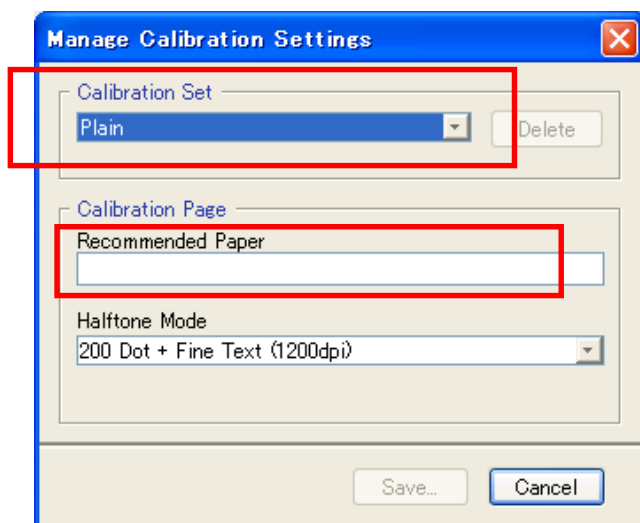 Manage Calibration Settings
Calibration Set
Plain
Delete
Calibration Page
Recommended Paper
Halftone Mode
200 Dot + Fine Text (1200dpi)
Save...
Cancel